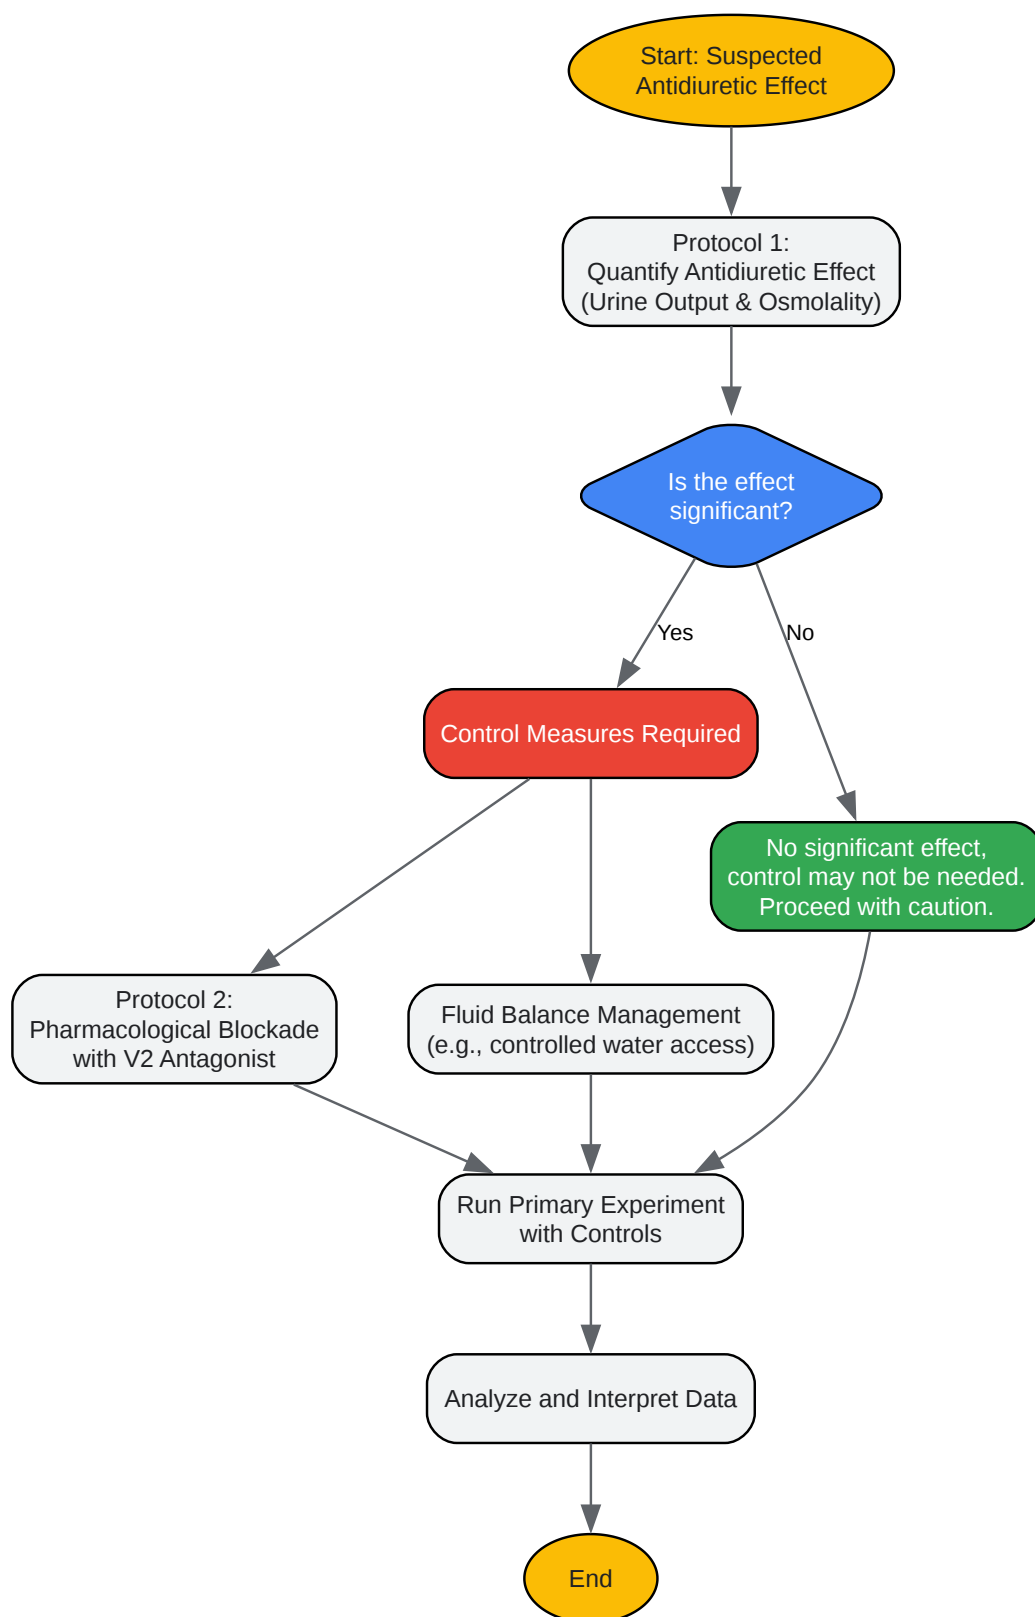 Start: Suspected
Antidiuretic Effect
Protocol 1:
Quantify Antidiuretic Effect
(Urine Output & Osmolality)
Is the effect
significant?
Yes
No
Control Measures Required
No significant effect,
control may not be needed.
Proceed with caution.
Protocol 2:
Pharmacological Blockade
with V2 Antagonist
Fluid Balance Management
(e.g., controlled water access)
Run Primary Experiment
with Controls
Analyze and Interpret Data
End